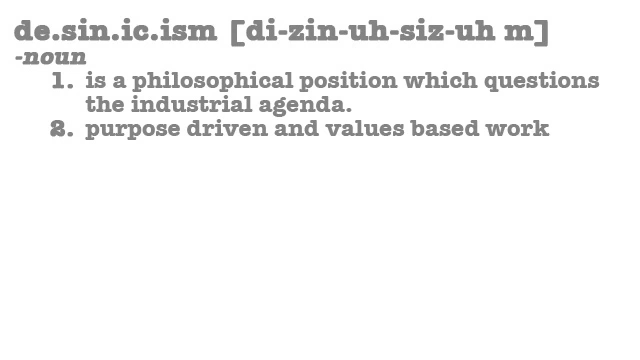 de.sin.ic.ism [di-zin-uh-siz-uh m]
-noun
1. is a philosophical position which questions
the industrial agenda.
2. purpose driven and values based work